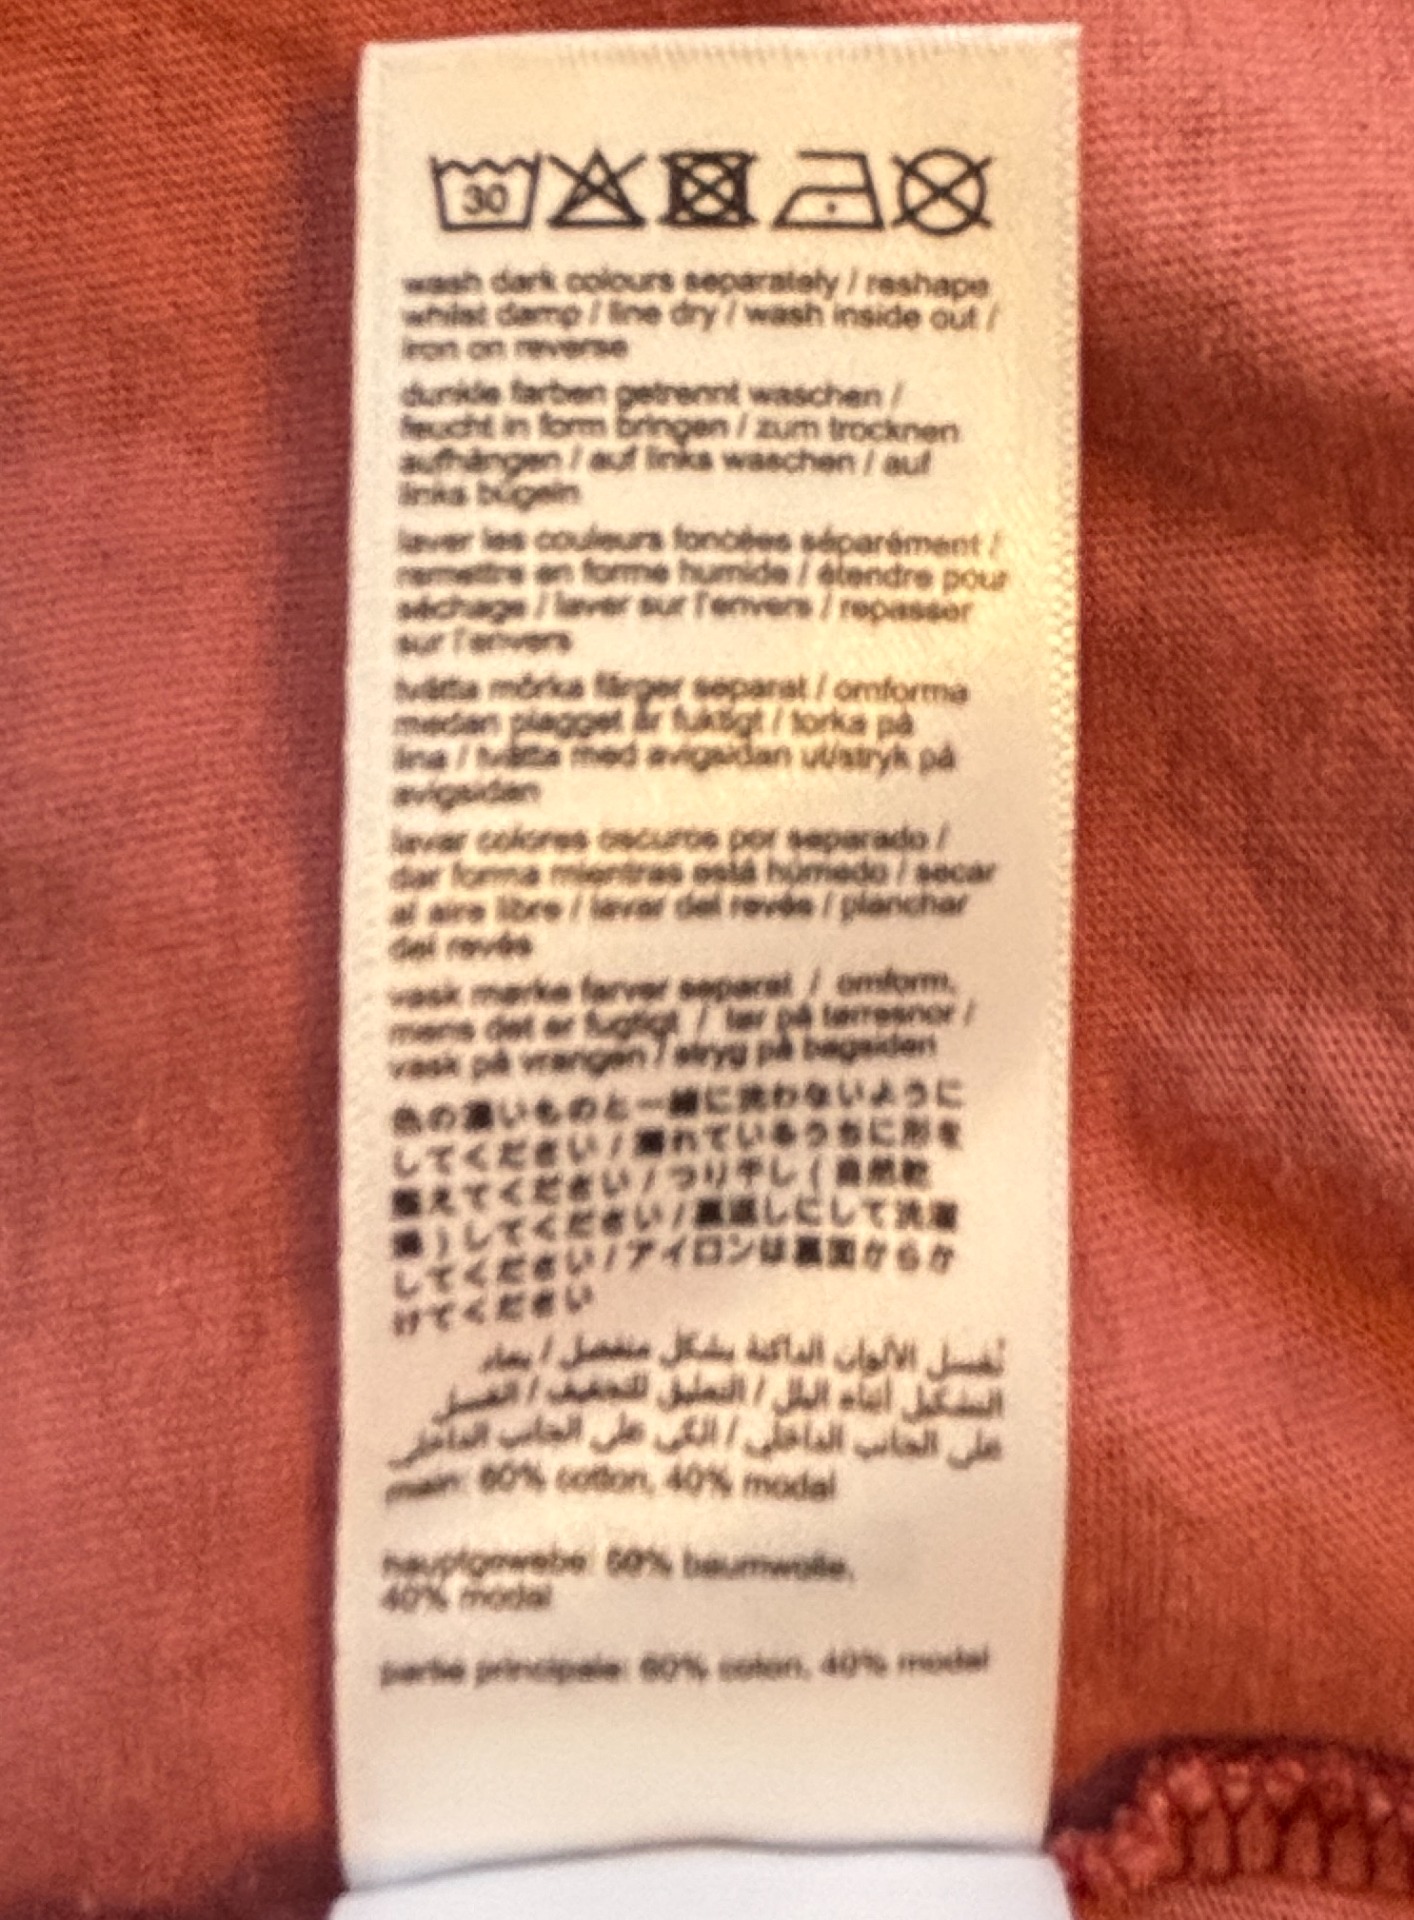 30
wash dark colours separately / reshape
whilst damp / line dry / wash inside out /
iron on reverse
dunkle farben getrennt waschen /
feucht in form bringen / zum trocknen
aufhängen / auf links waschen / auf
links bügeln
laver les couleurs foncées séparément /
remettre en forme humide / étendre pour
séchage / laver sur l'envers / repasser
sur l'envers
tvätta mörka färger separat / omforma
medan plagget är fuktigt / torka på
lina / tvätta med avigsidan ut/stryk på
avigsidan
lavar colores oscuros por separado /
dar forma mientras está húmedo / secar
al aire libre / lavar del revés / planchar
del revés
vask mørke farver separat / omform,
mens det er fugtigt / tør på tørresnor /
vask på vrangen / stryg på bagsiden
色の濃いものと一緒に洗わないように
してください / 濡れているうちに形を
整えてください / つり干し ( 自然乾
燥 ) してください / 裏返しにして洗濯
してください / アイロンは裏面からか
けてください
تغسل الألوان الداكنة بشكل منفصل / يعاد
التشكيل أثناء البلل / التعليق للتجفيف / الغسل
على الجانب الداخلي / الكي على الجانب الداخلي
main: 60% cotton, 40% modal
hauptgewebe: 60% baumwolle,
40% modal
partie principale: 60% coton, 40% modal